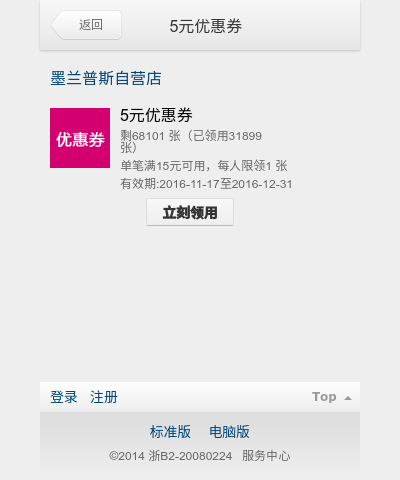 返回
5元优惠券
墨兰普斯自营店
优惠券
5元优惠券
剩68101 张（已领用31899
张）
单笔满15元可用，每人限领1 张
有效期:2016-11-17至2016-12-31
立刻领用
登录 注册 Top
标准版 电脑版
©2014 浙B2-20080224 服务中心